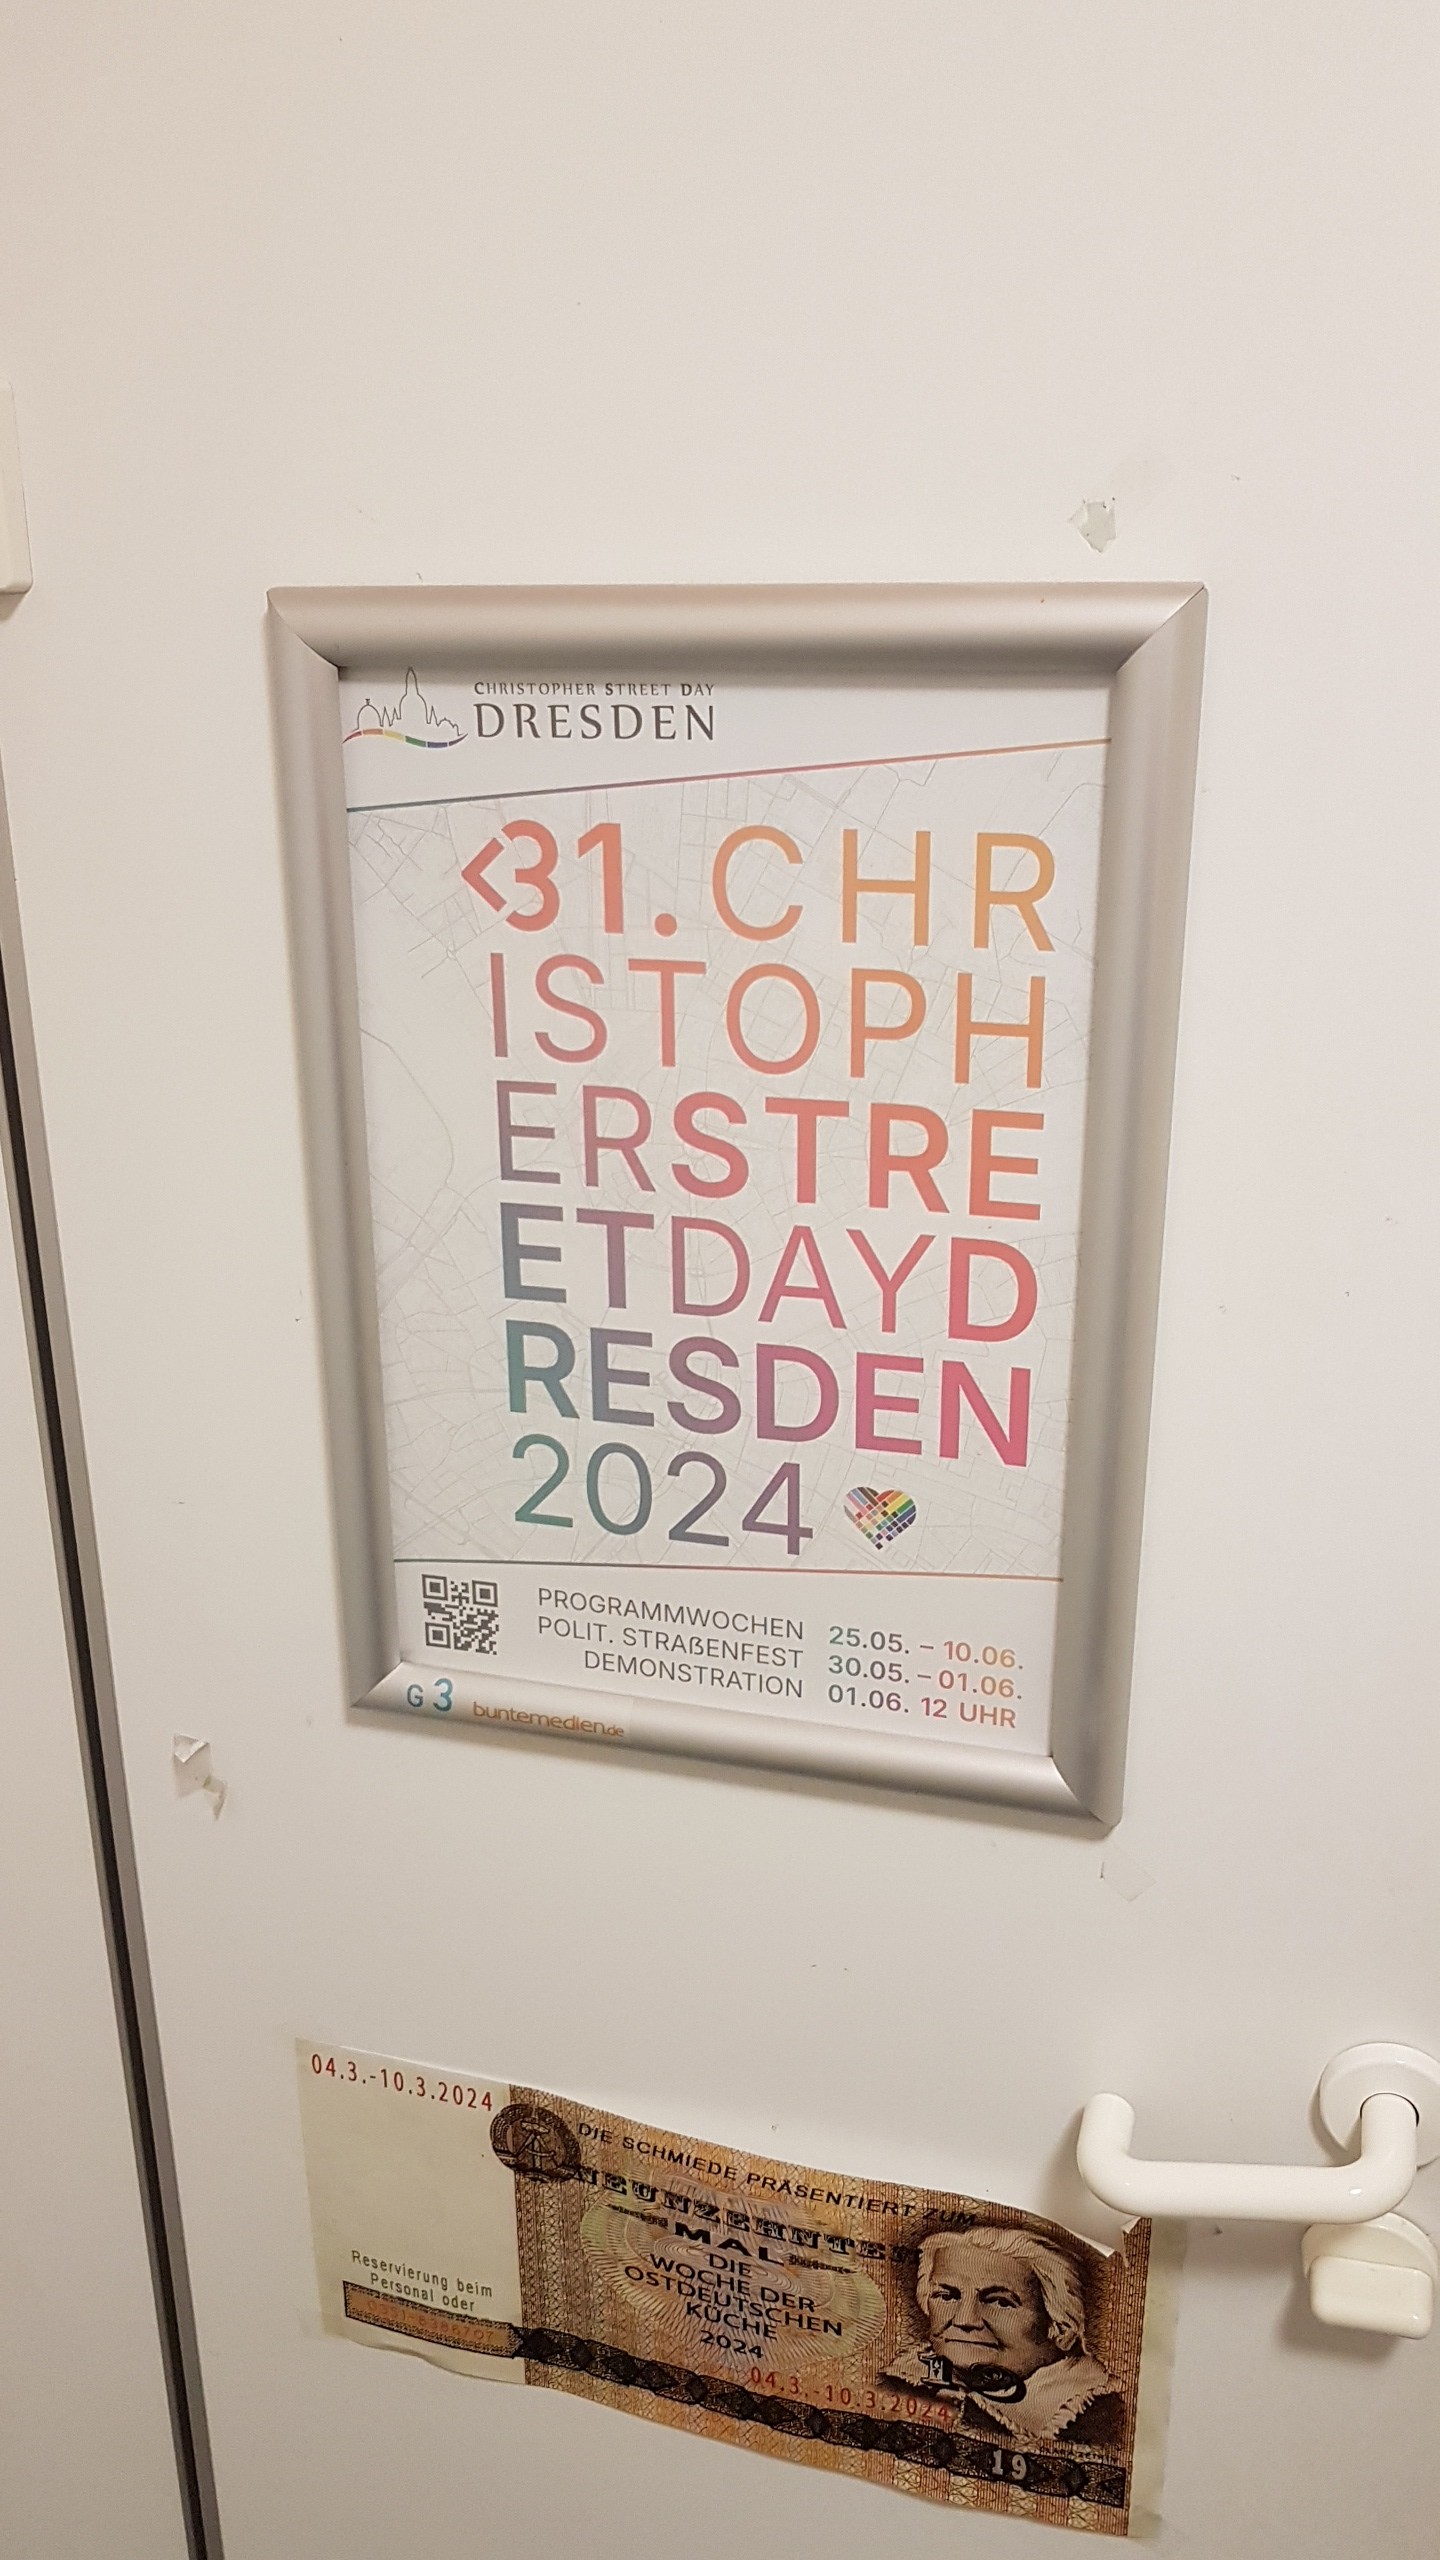 CHRISTOPHER STREET DAY
DRESDEN
<31. CHR
ISTOPH
ERSTRE
ETDAYD
RESDEN
2024
PROGRAMMWOCHEN 25.05. – 10.06.
POLIT. STRAßENFEST 30.05. – 01.06.
DEMONSTRATION 01.06. 12 UHR
G 3 buntemedien.de
04.3.-10.3.2024
DIE SCHMIEDE PRÄSENTIERT ZUM
NEUNZEHNTEN
MAL
DIE
WOCHE DER
OSTDEUTSCHEN
KÜCHE
2024
04.3.-10.3.2024
Reservierung beim
Personal oder
19
19